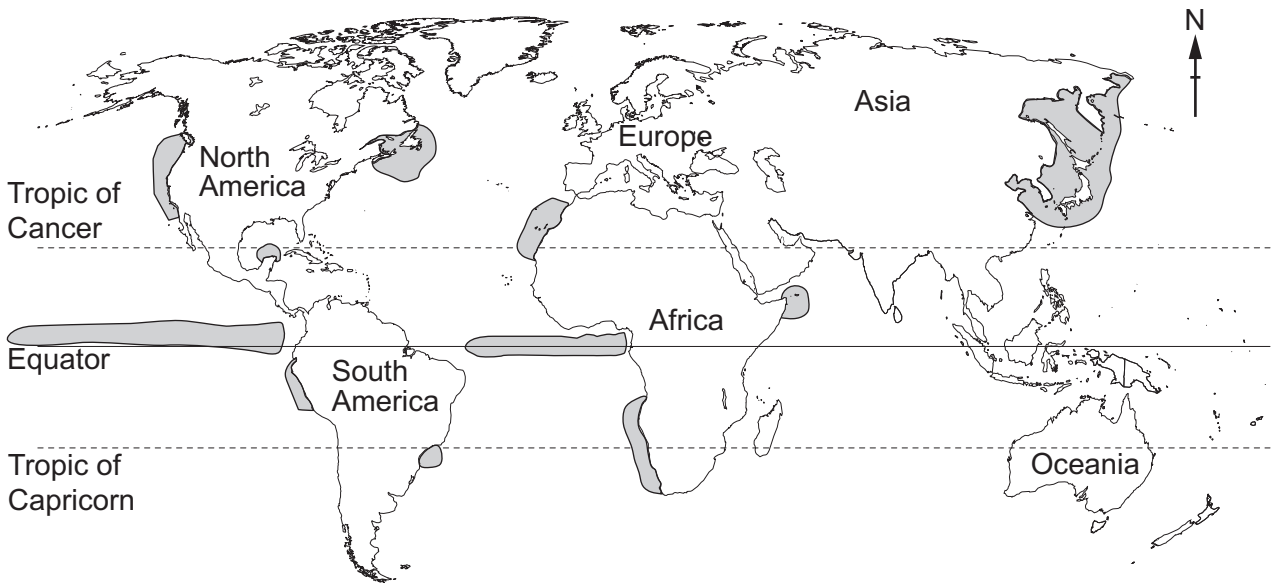 N
Asia
Europe
North
America
Tropic of
Cancer
Africa
Equator
South
America
Oceania
Tropic of
Capricorn